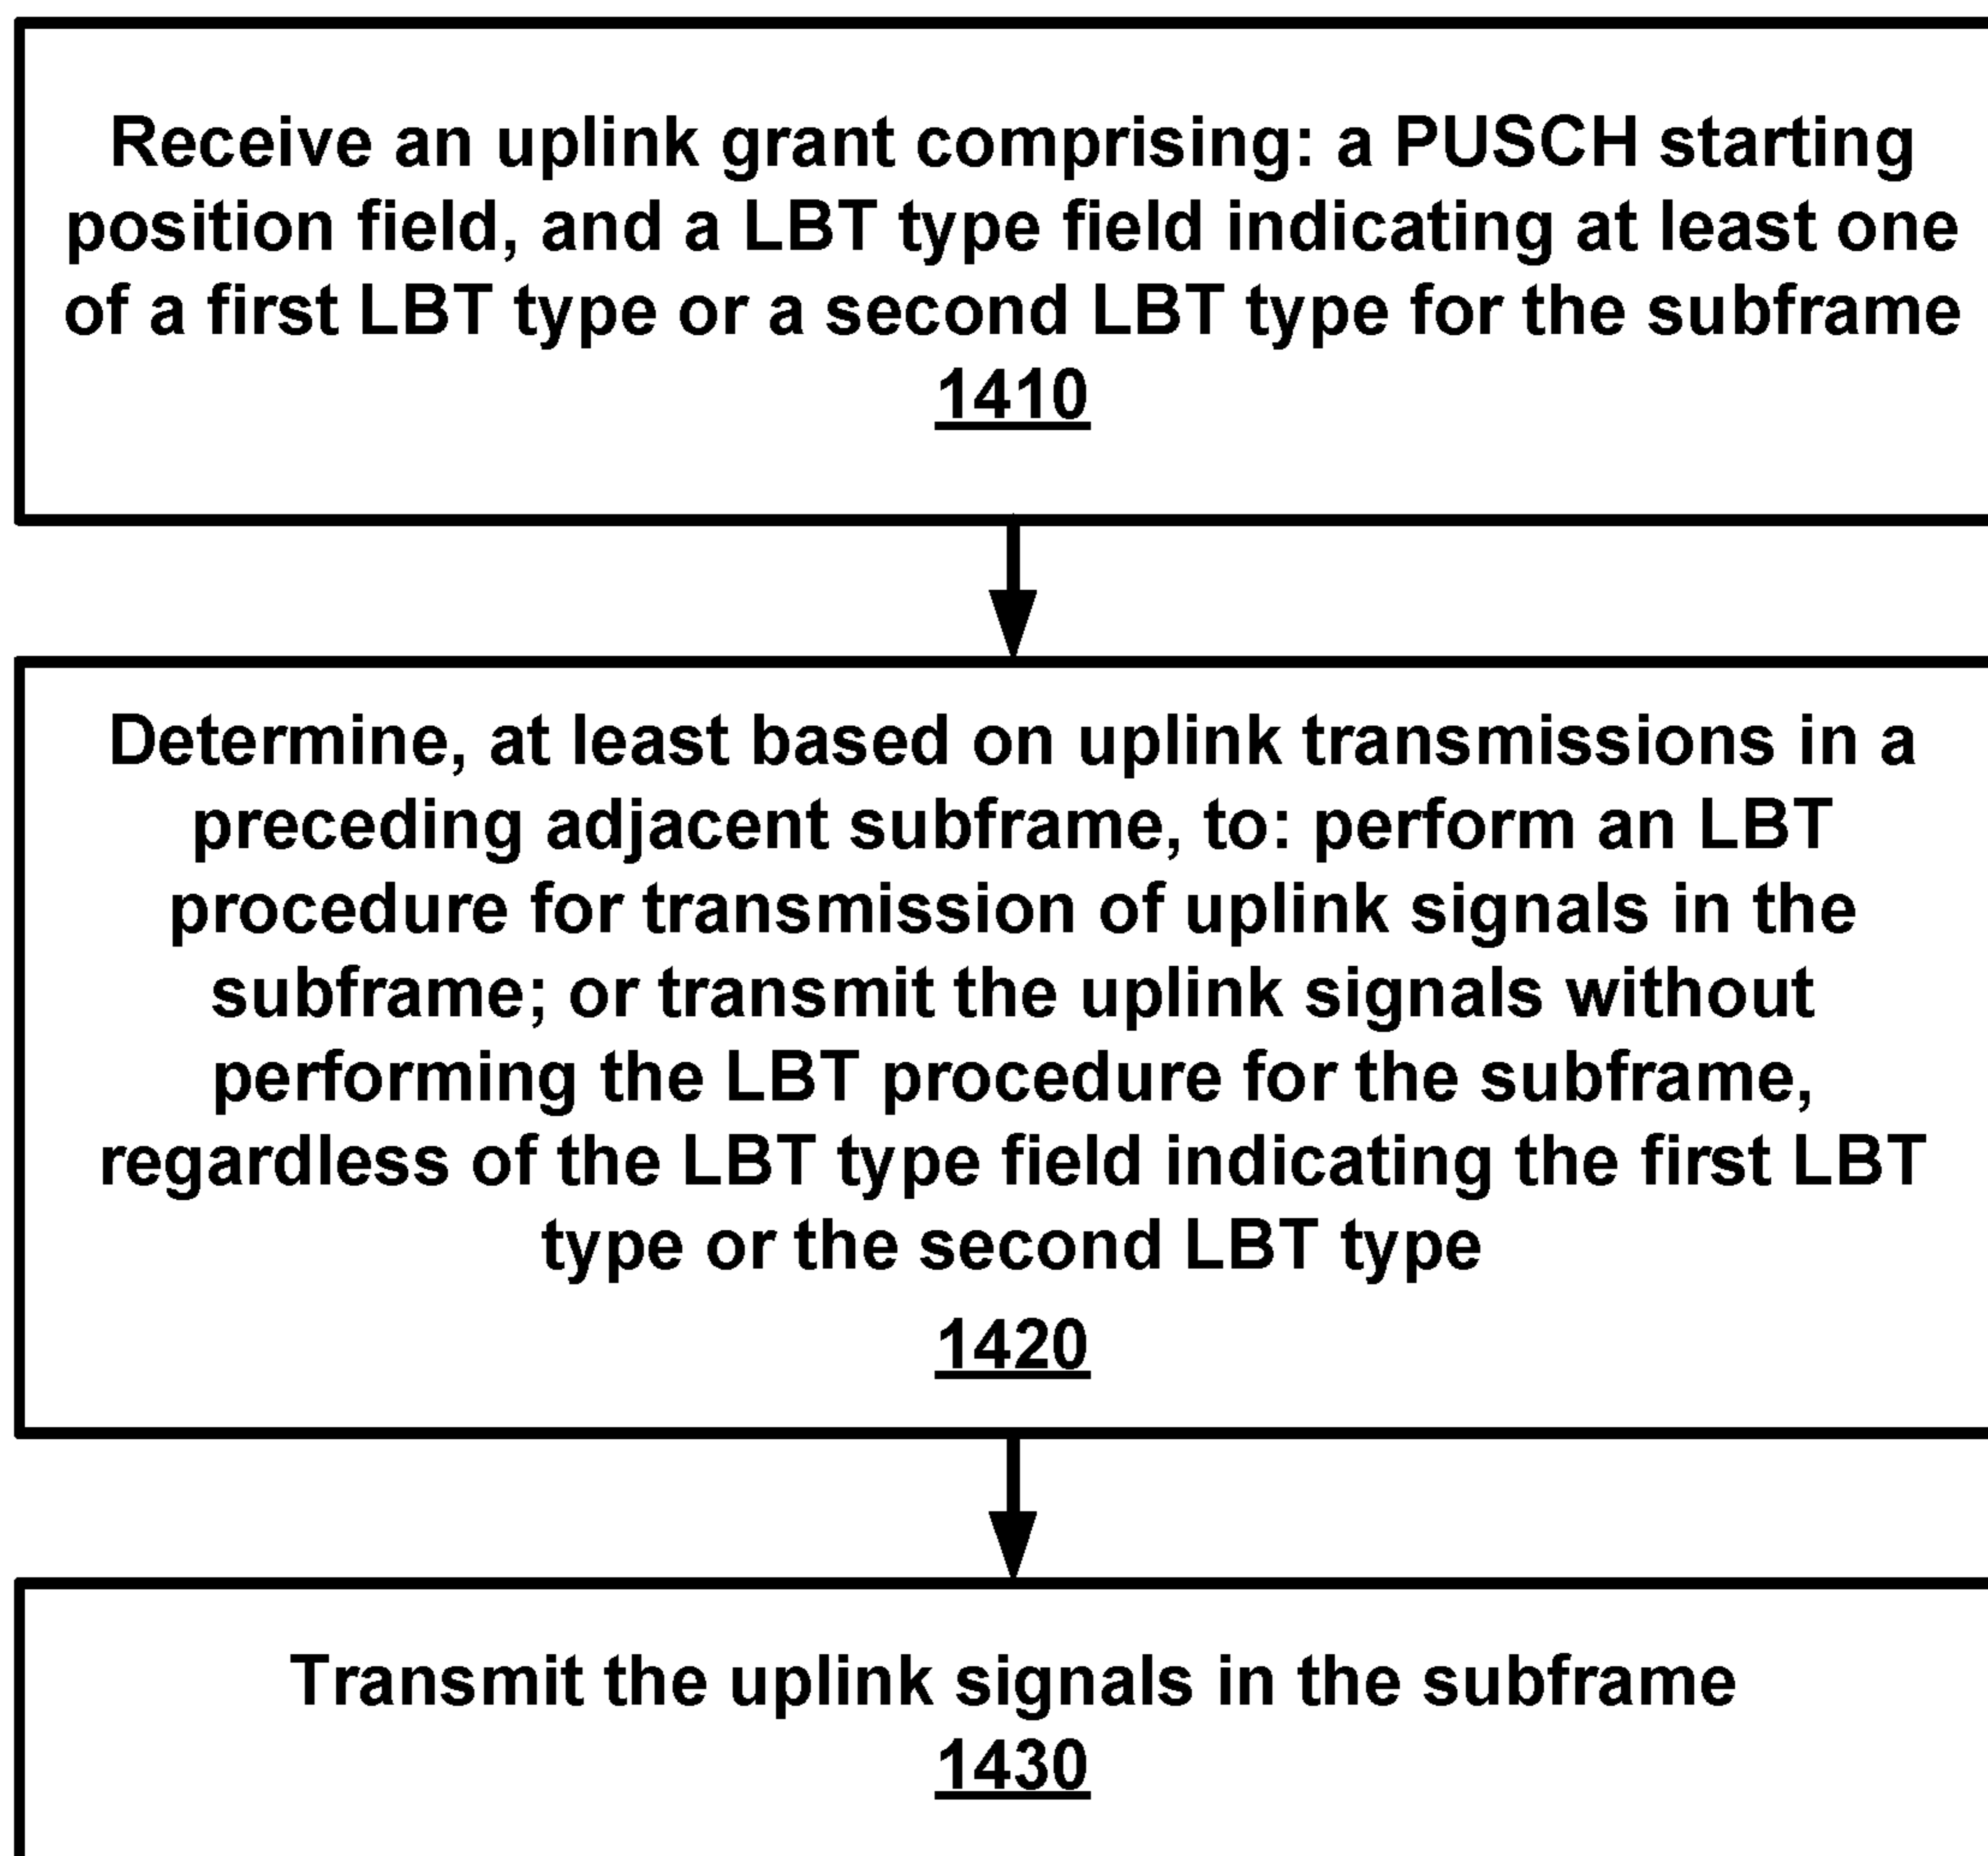 Receive an uplink grant comprising: a PUSCH starting
position field, and a LBT type field indicating at least one
of a first LBT type or a second LBT type for the subframe
1410
Determine, at least based on uplink transmissions in a
preceding adjacent subframe, to: perform an LBT
procedure for transmission of uplink signals in the
subframe; or transmit the uplink signals without
performing the LBT procedure for the subframe,
regardless of the LBT type field indicating the first LBT
type or the second LBT type
1420
Transmit the uplink signals in the subframe
1430